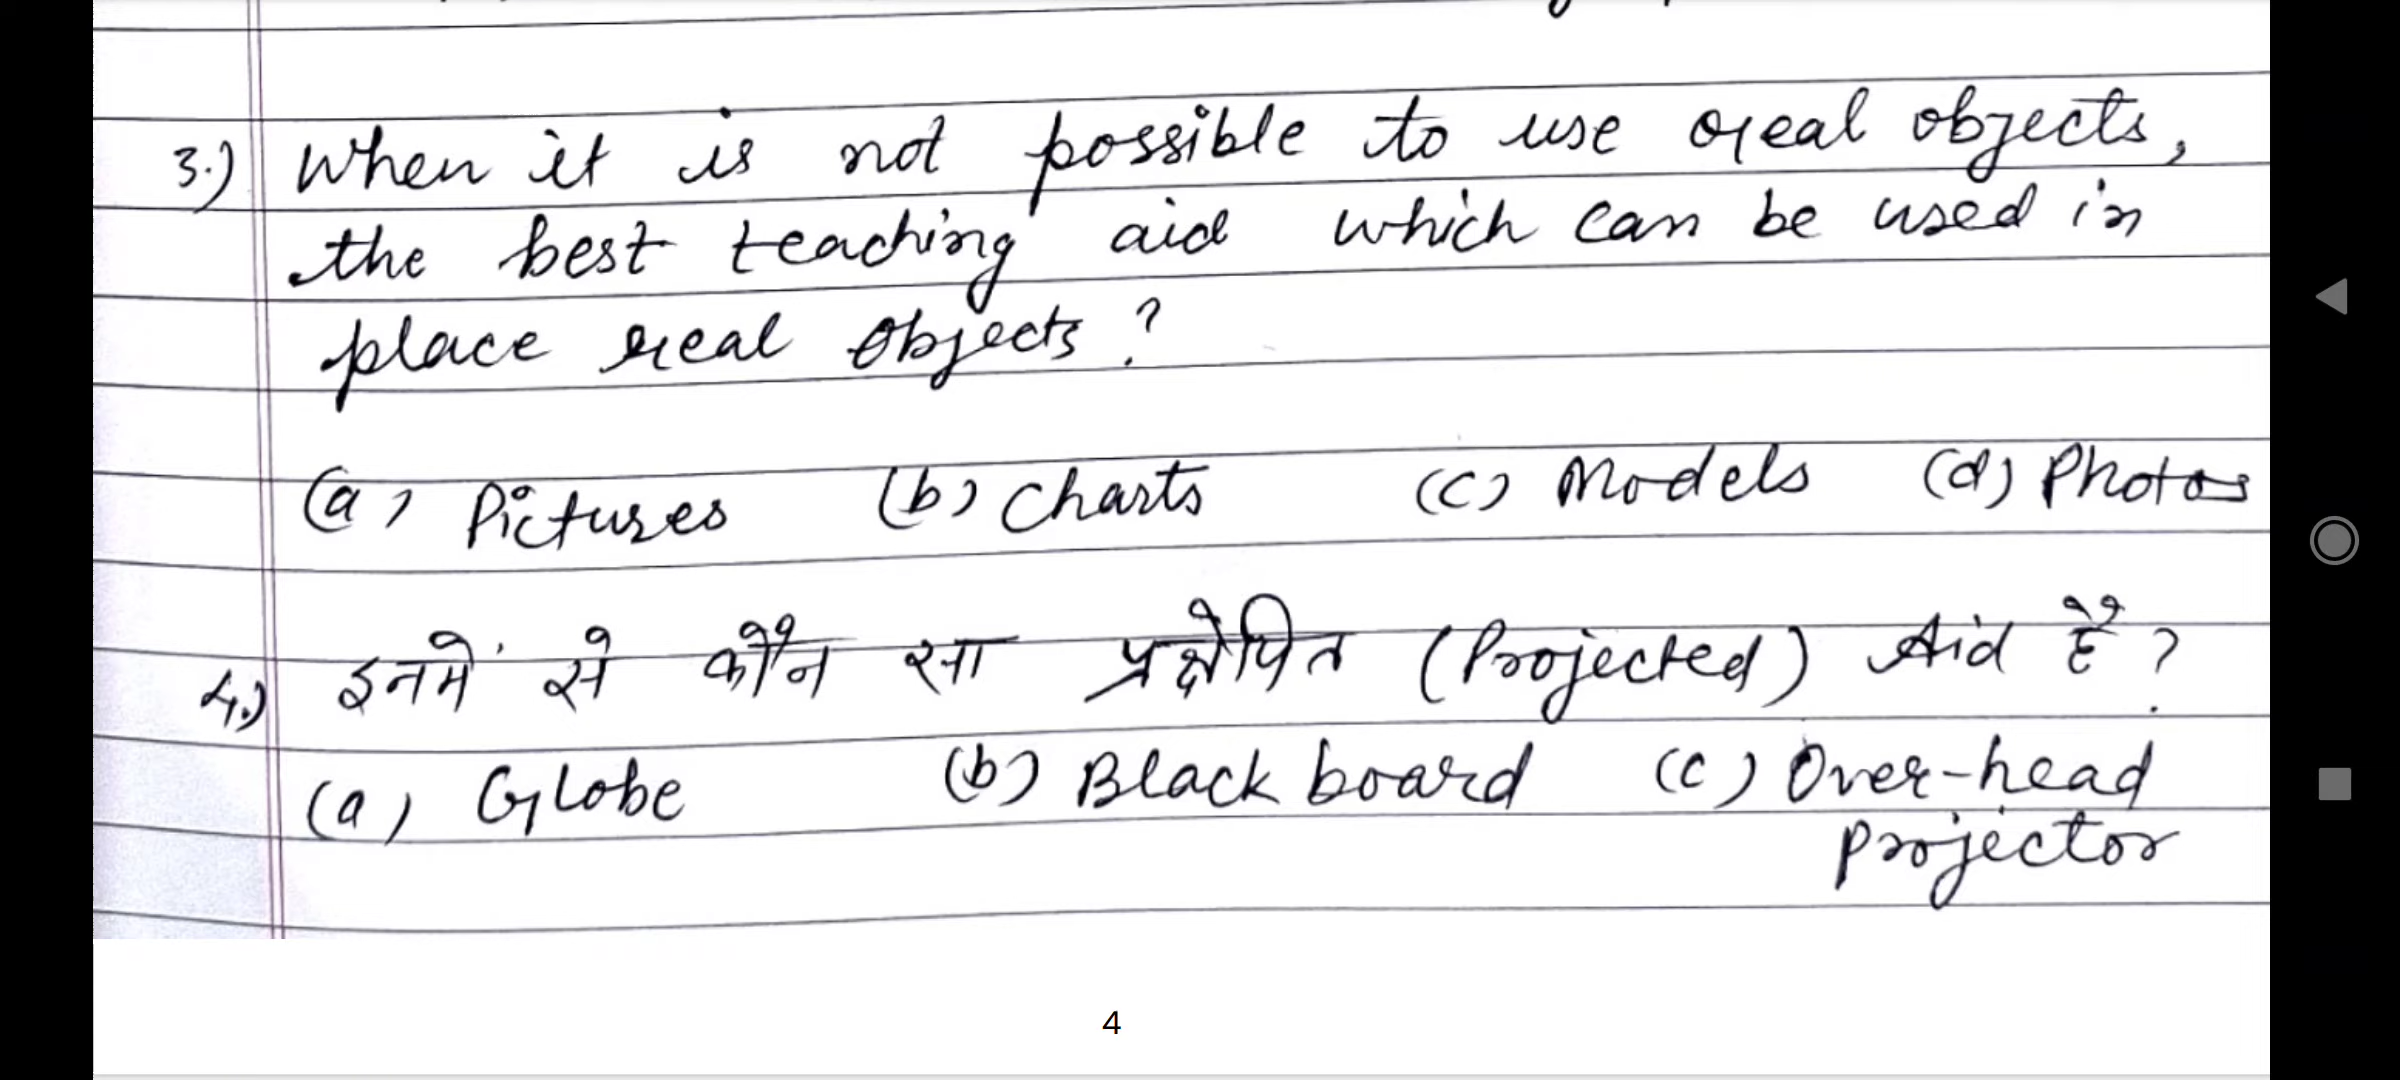 3.) When it is not possible to use real objects,
the best teaching aid which can be used in
place real objects?
(a) Pictures (b) Charts (c) Models (d) Photos
4.) इनमें से कौन सा प्रक्षेपित (Projected) Aid है?
(a) Globe (b) Black board (c) Over-head
Projector
4